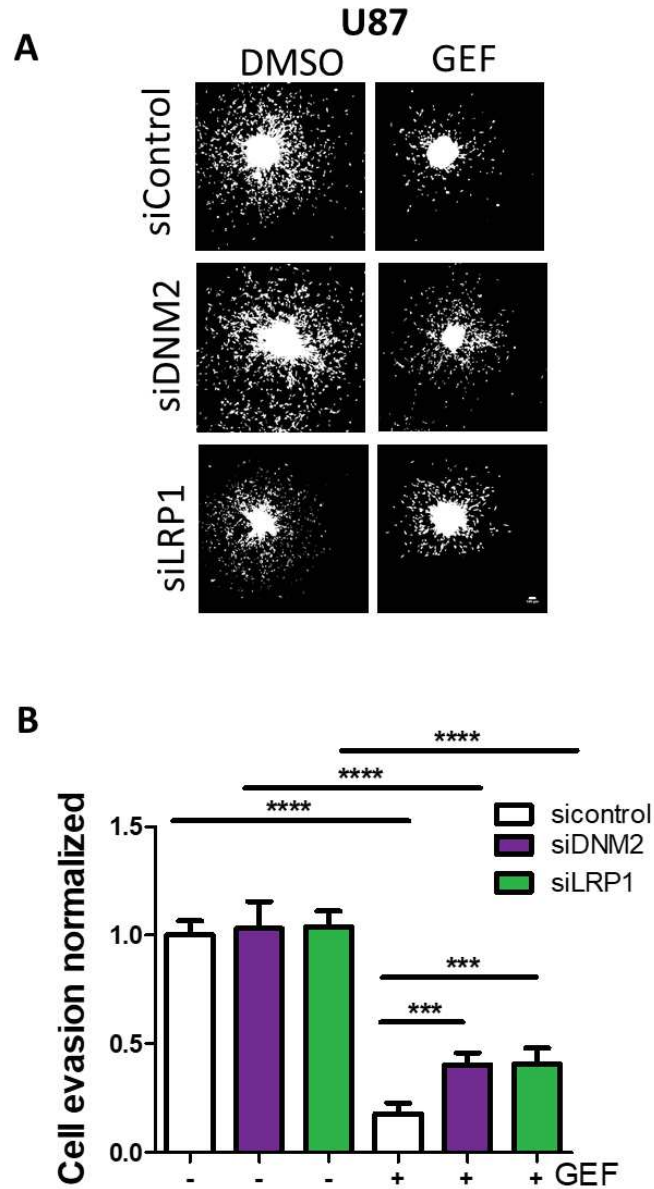 U87
A
DMSO GEF
siControl
siDNM2
siLRP1
B
****
****
****
sicontrol
siDNM2
siLRP1
Cell evasion normalized
1.5
1.0
0.5
0.0
***
***
- - - + + + GEF